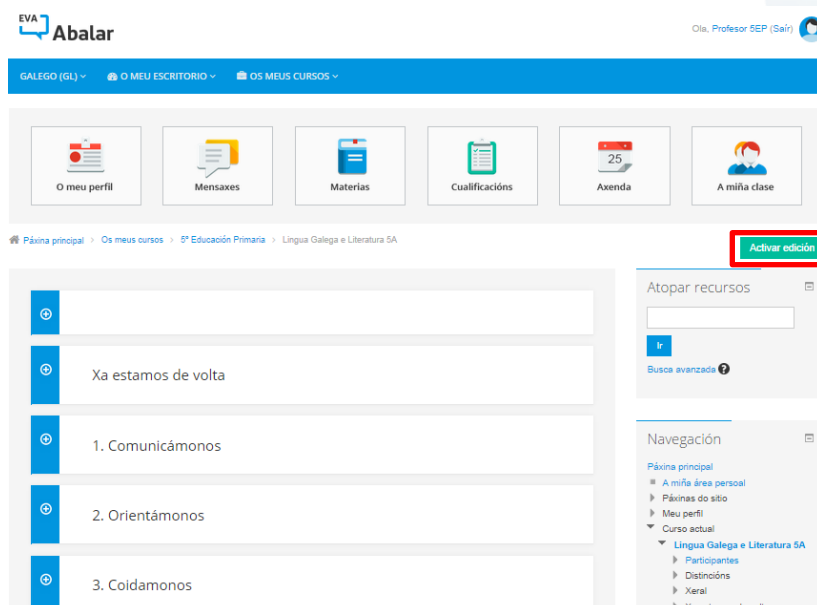 EVA
Abalar
Ola, Profesor 5EP (Saír)
GALEGO (GL) O MEU ESCRITORIO OS MEUS CURSOS
25
O meu perfil Mensaxes Materias Cualificacións Axenda A miña clase
Páxina principal Os meus cursos 5º Educación Primaria Lingua Galega e Literatura 5A
Activar edición
Xa estamos de volta
1. Comunicámonos
2. Orientámonos
3. Coidamonos
Atopar recursos
Ir
Busca avanzada ?
Navegación
Páxina principal
A miña área persoal
Páxinas do sitio
Meu perfil
Curso actual
Lingua Galega e Literatura 5A
Participantes
Distincións
Xeral